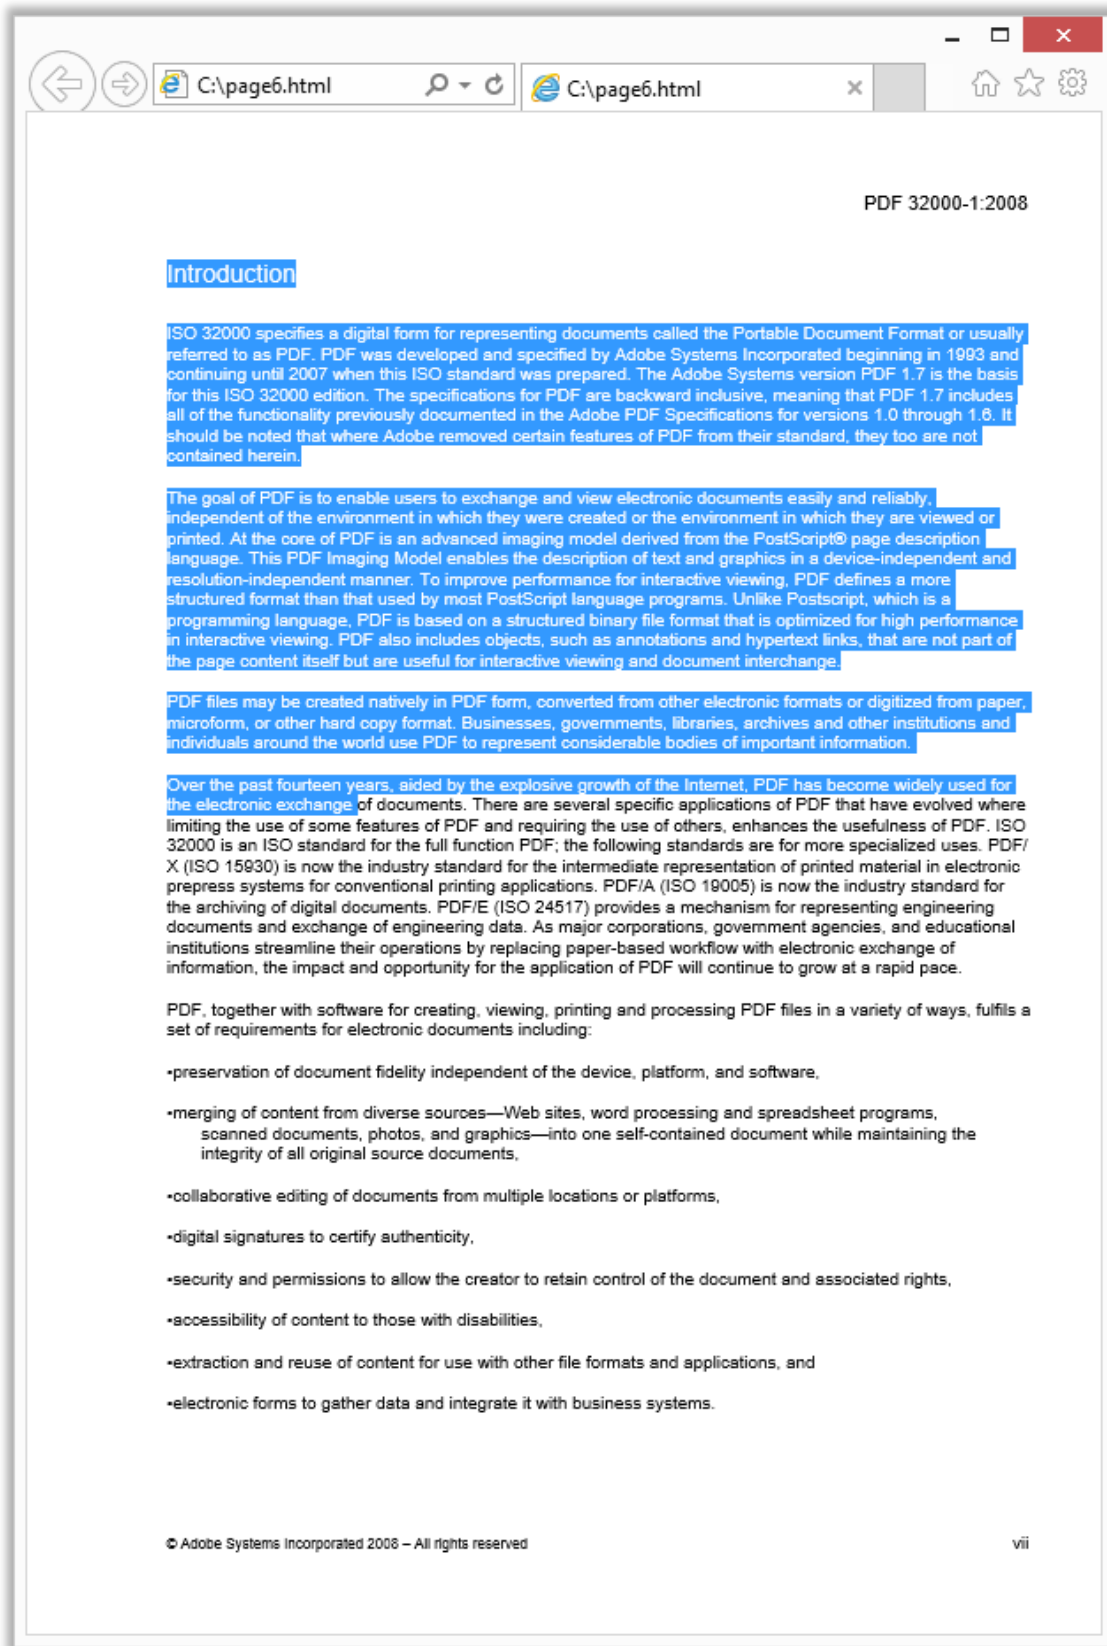 C:\page6.html
C:\page6.html
PDF 32000-1:2008
Introduction
ISO 32000 specifies a digital form for representing documents called the Portable Document Format or usually
referred to as PDF. PDF was developed and specified by Adobe Systems Incorporated beginning in 1993 and
continuing until 2007 when this ISO standard was prepared. The Adobe Systems version PDF 1.7 is the basis
for this ISO 32000 edition. The specifications for PDF are backward inclusive, meaning that PDF 1.7 includes
all of the functionality previously documented in the Adobe PDF Specifications for versions 1.0 through 1.6. It
should be noted that where Adobe removed certain features of PDF from their standard, they too are not
contained herein.
The goal of PDF is to enable users to exchange and view electronic documents easily and reliably,
independent of the environment in which they were created or the environment in which they are viewed or
printed. At the core of PDF is an advanced imaging model derived from the PostScript® page description
language. This PDF Imaging Model enables the description of text and graphics in a device-independent and
resolution-independent manner. To improve performance for interactive viewing, PDF defines a more
structured format than that used by most PostScript language programs. Unlike Postscript, which is a
programming language, PDF is based on a structured binary file format that is optimized for high performance
in interactive viewing. PDF also includes objects, such as annotations and hypertext links, that are not part of
the page content itself but are useful for interactive viewing and document interchange.
PDF files may be created natively in PDF form, converted from other electronic formats or digitized from paper,
microform, or other hard copy format. Businesses, governments, libraries, archives and other institutions and
individuals around the world use PDF to represent considerable bodies of important information.
Over the past fourteen years, aided by the explosive growth of the Internet, PDF has become widely used for
the electronic exchange of documents. There are several specific applications of PDF that have evolved where
limiting the use of some features of PDF and requiring the use of others, enhances the usefulness of PDF. ISO
32000 is an ISO standard for the full function PDF; the following standards are for more specialized uses. PDF/
X (ISO 15930) is now the industry standard for the intermediate representation of printed material in electronic
prepress systems for conventional printing applications. PDF/A (ISO 19005) is now the industry standard for
the archiving of digital documents. PDF/E (ISO 24517) provides a mechanism for representing engineering
documents and exchange of engineering data. As major corporations, government agencies, and educational
institutions streamline their operations by replacing paper-based workflow with electronic exchange of
information, the impact and opportunity for the application of PDF will continue to grow at a rapid pace.
PDF, together with software for creating, viewing, printing and processing PDF files in a variety of ways, fulfils a
set of requirements for electronic documents including:
•preservation of document fidelity independent of the device, platform, and software,
•merging of content from diverse sources—Web sites, word processing and spreadsheet programs,
scanned documents, photos, and graphics—into one self-contained document while maintaining the
integrity of all original source documents,
•collaborative editing of documents from multiple locations or platforms,
•digital signatures to certify authenticity,
•security and permissions to allow the creator to retain control of the document and associated rights,
•accessibility of content to those with disabilities,
•extraction and reuse of content for use with other file formats and applications, and
•electronic forms to gather data and integrate it with business systems.
© Adobe Systems Incorporated 2008 – All rights reserved
vii